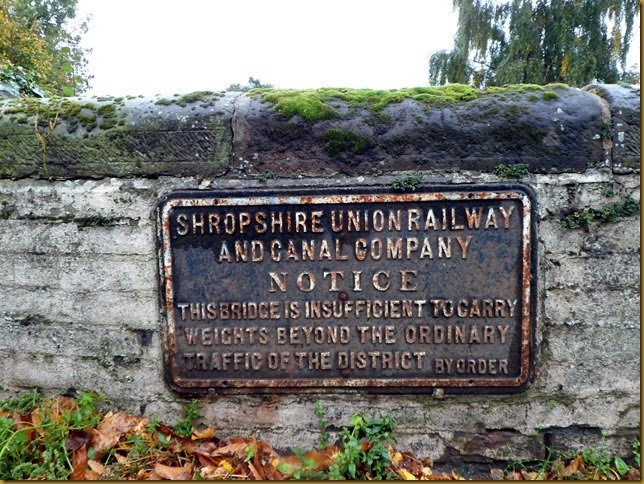 SHROPSHIRE UNION RAILWAY
AND CANAL COMPANY
NOTICE
THIS BRIDGE IS INSUFFICIENT TO CARRY
WEIGHTS BEYOND THE ORDINARY
TRAFFIC OF THE DISTRICT BY ORDER